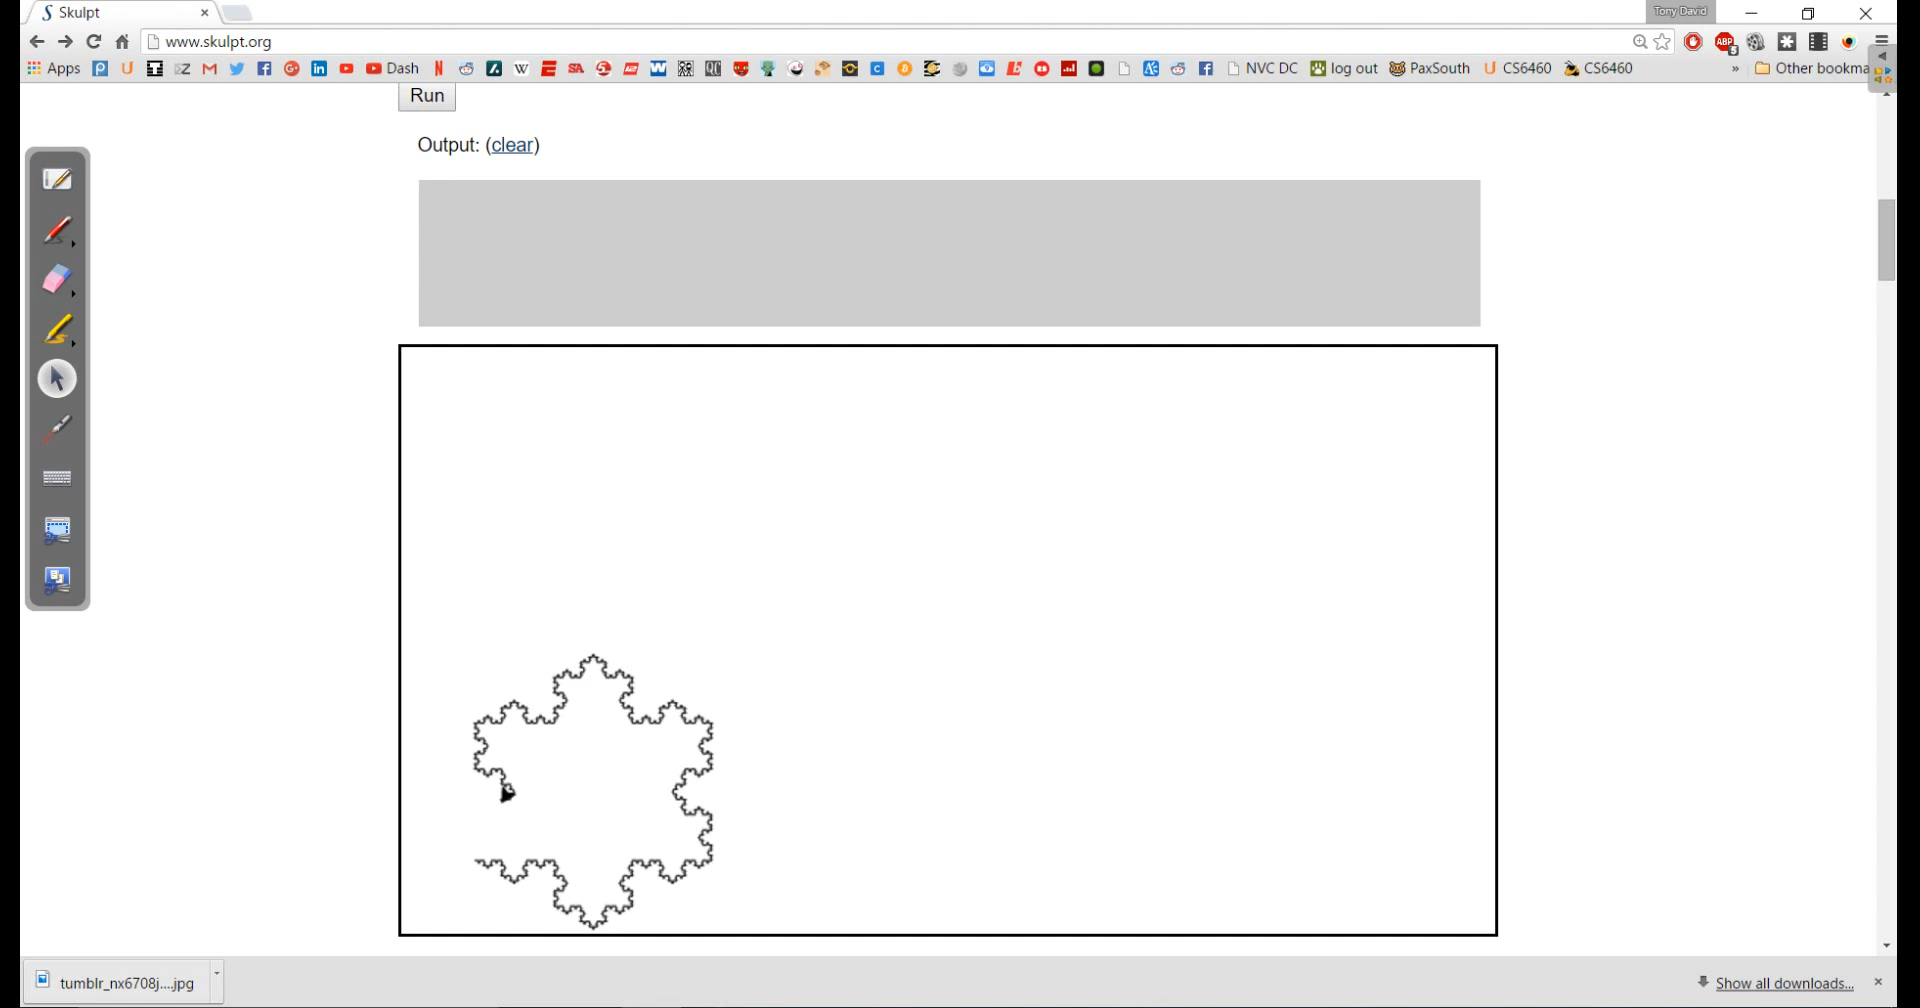 Skulpt
Tony David
www.skulpt.org
Apps Dash NVC DC log out PaxSouth CS6460 CS6460 » Other bookma
Run
Output: (clear)
tumblr_nx6708j....jpg
Show all downloads...